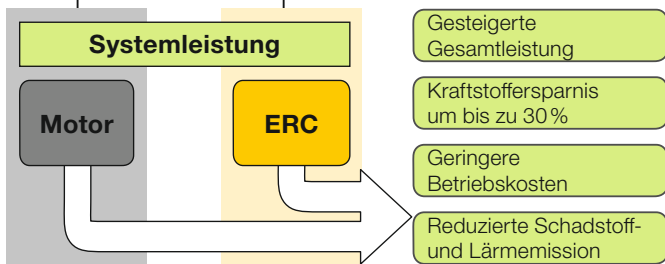 Systemleistung
Motor
ERC
Gesteigerte
Gesamtleistung
Kraftstoffersparnis
um bis zu 30 %
Geringere
Betriebskosten
Reduzierte Schadstoff-
und Lärmemission